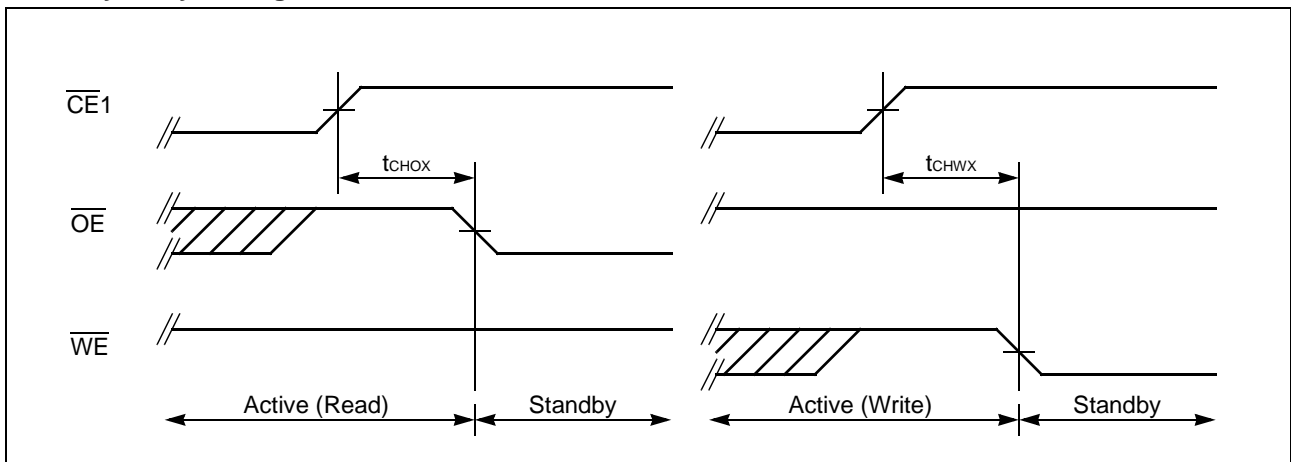 CE1
tCHOX
tCHWX
OE
WE
Active (Read)
Standby
Active (Write)
Standby